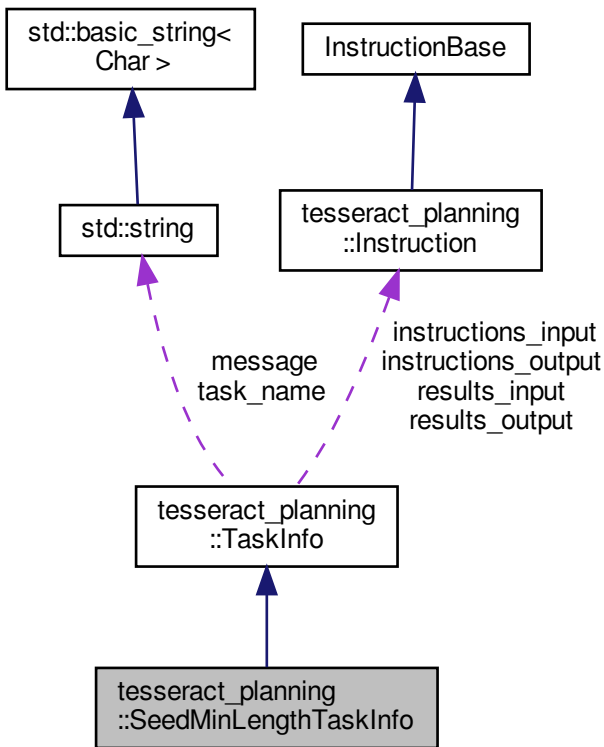 std::basic_string<
Char >
InstructionBase
std::string
tesseract_planning
::Instruction
message
task_name
instructions_input
instructions_output
results_input
results_output
tesseract_planning
::TaskInfo
tesseract_planning
::SeedMinLengthTaskInfo